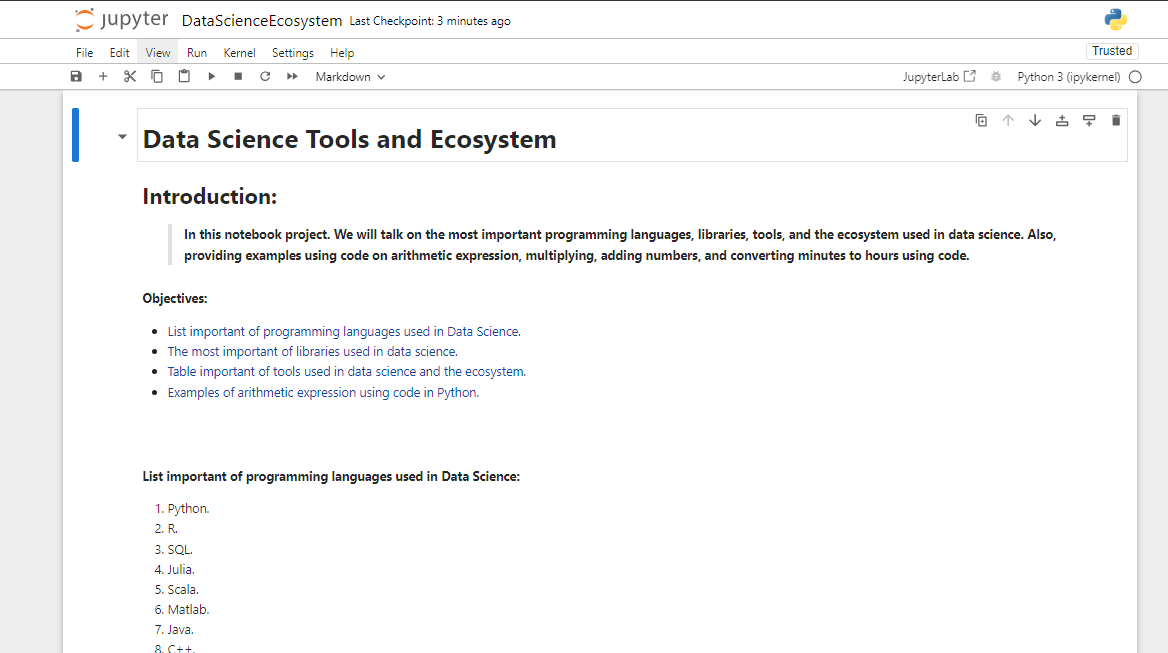 jupyter DataScienceEcosystem Last Checkpoint: 3 minutes ago
File Edit View Run Kernel Settings Help Trusted
Markdown JupyterLab Python 3 (ipykernel)
Data Science Tools and Ecosystem
Introduction:
In this notebook project. We will talk on the most important programming languages, libraries, tools, and the ecosystem used in data science. Also,
providing examples using code on arithmetic expression, multiplying, adding numbers, and converting minutes to hours using code.
Objectives:
• List important of programming languages used in Data Science.
• The most important of libraries used in data science.
• Table important of tools used in data science and the ecosystem.
• Examples of arithmetic expression using code in Python.
List important of programming languages used in Data Science:
1. Python.
2. R.
3. SQL.
4. Julia.
5. Scala.
6. Matlab.
7. Java.
8. C++.